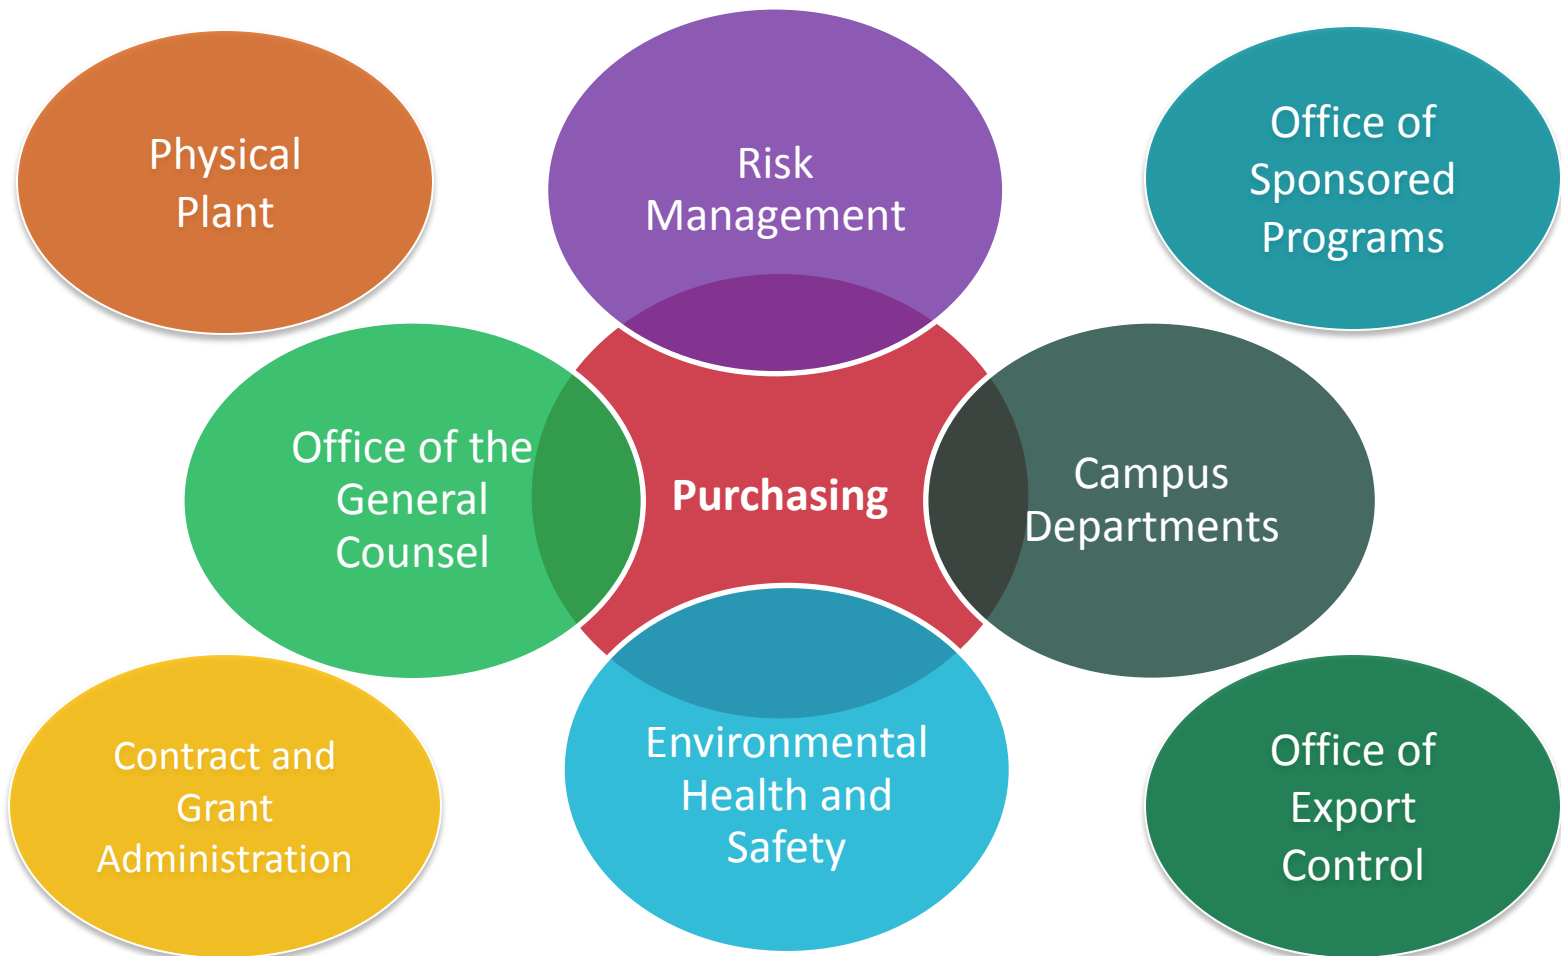 Physical
Plant
Risk
Management
Office of
Sponsored
Programs
Office of the
General
Counsel
Purchasing
Campus
Departments
Contract and
Grant
Administration
Environmental
Health and
Safety
Office of
Export
Control